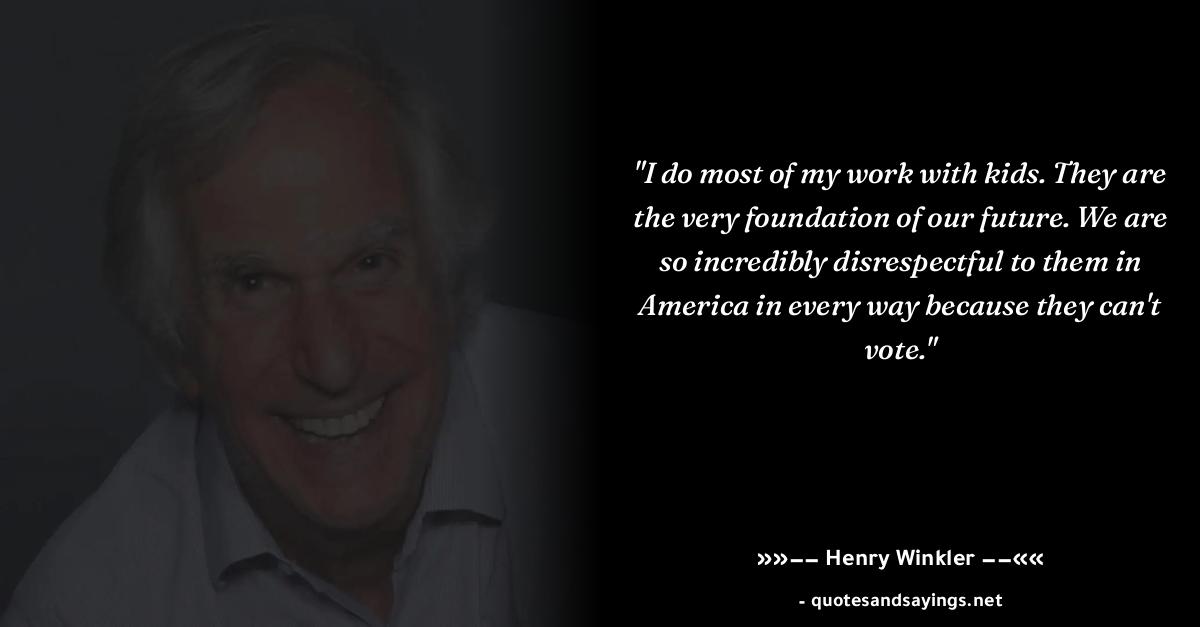 "I do most of my work with kids. They are
the very foundation of our future. We are
so incredibly disrespectful to them in
America in every way because they can't
vote."
»»−− Henry Winkler −−««
- quotesandsayings.net